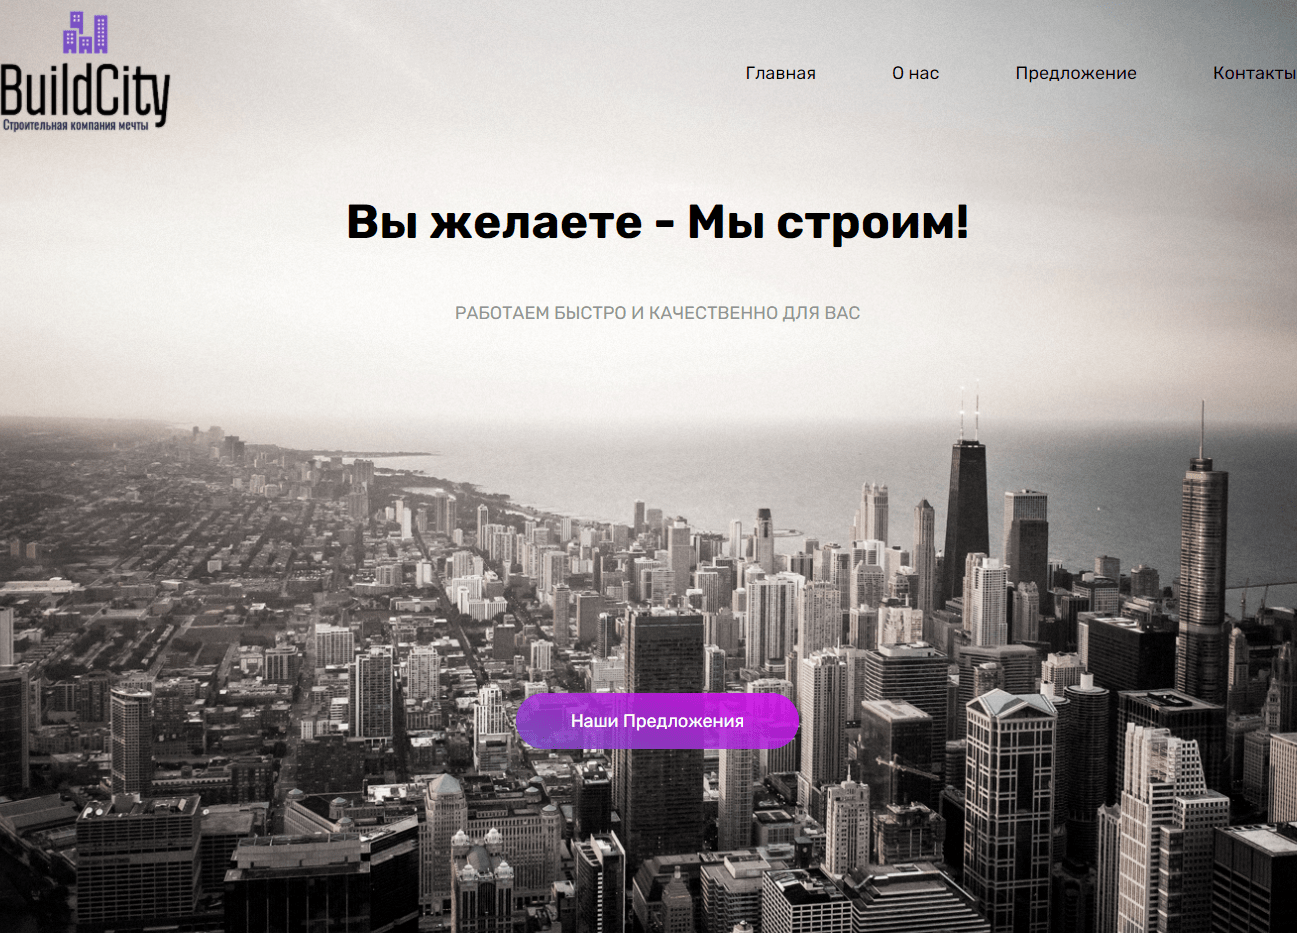 BuildCity
Строительная компания мечты
Главная О нас Предложение Контакты
Вы желаете - Мы строим!
РАБОТАЕМ БЫСТРО И КАЧЕСТВЕННО ДЛЯ ВАС
Наши Предложения